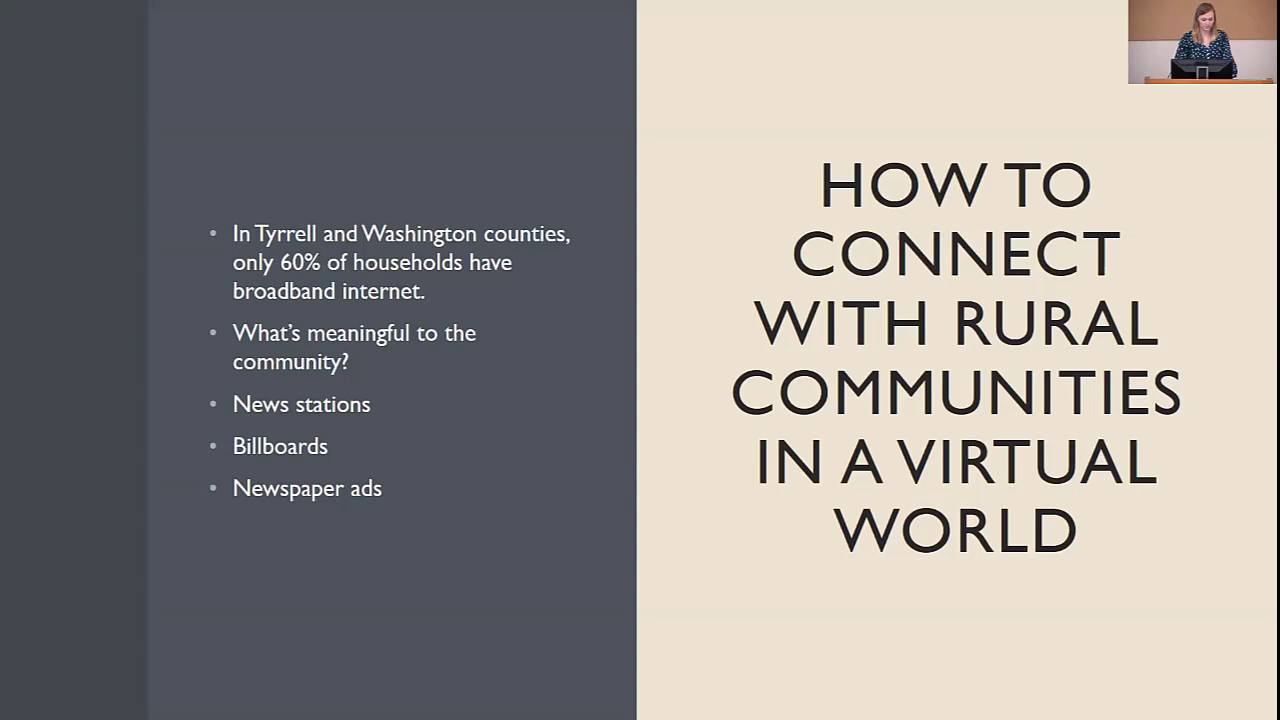 • In Tyrrell and Washington counties,
only 60% of households have
broadband internet.
• What's meaningful to the
community?
• News stations
• Billboards
• Newspaper ads
HOW TO
CONNECT
WITH RURAL
COMMUNITIES
IN A VIRTUAL
WORLD